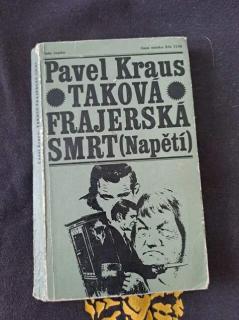 Pavel Kraus
TAKOVÁ
FRAJERSKÁ
SMRT (Napětí)